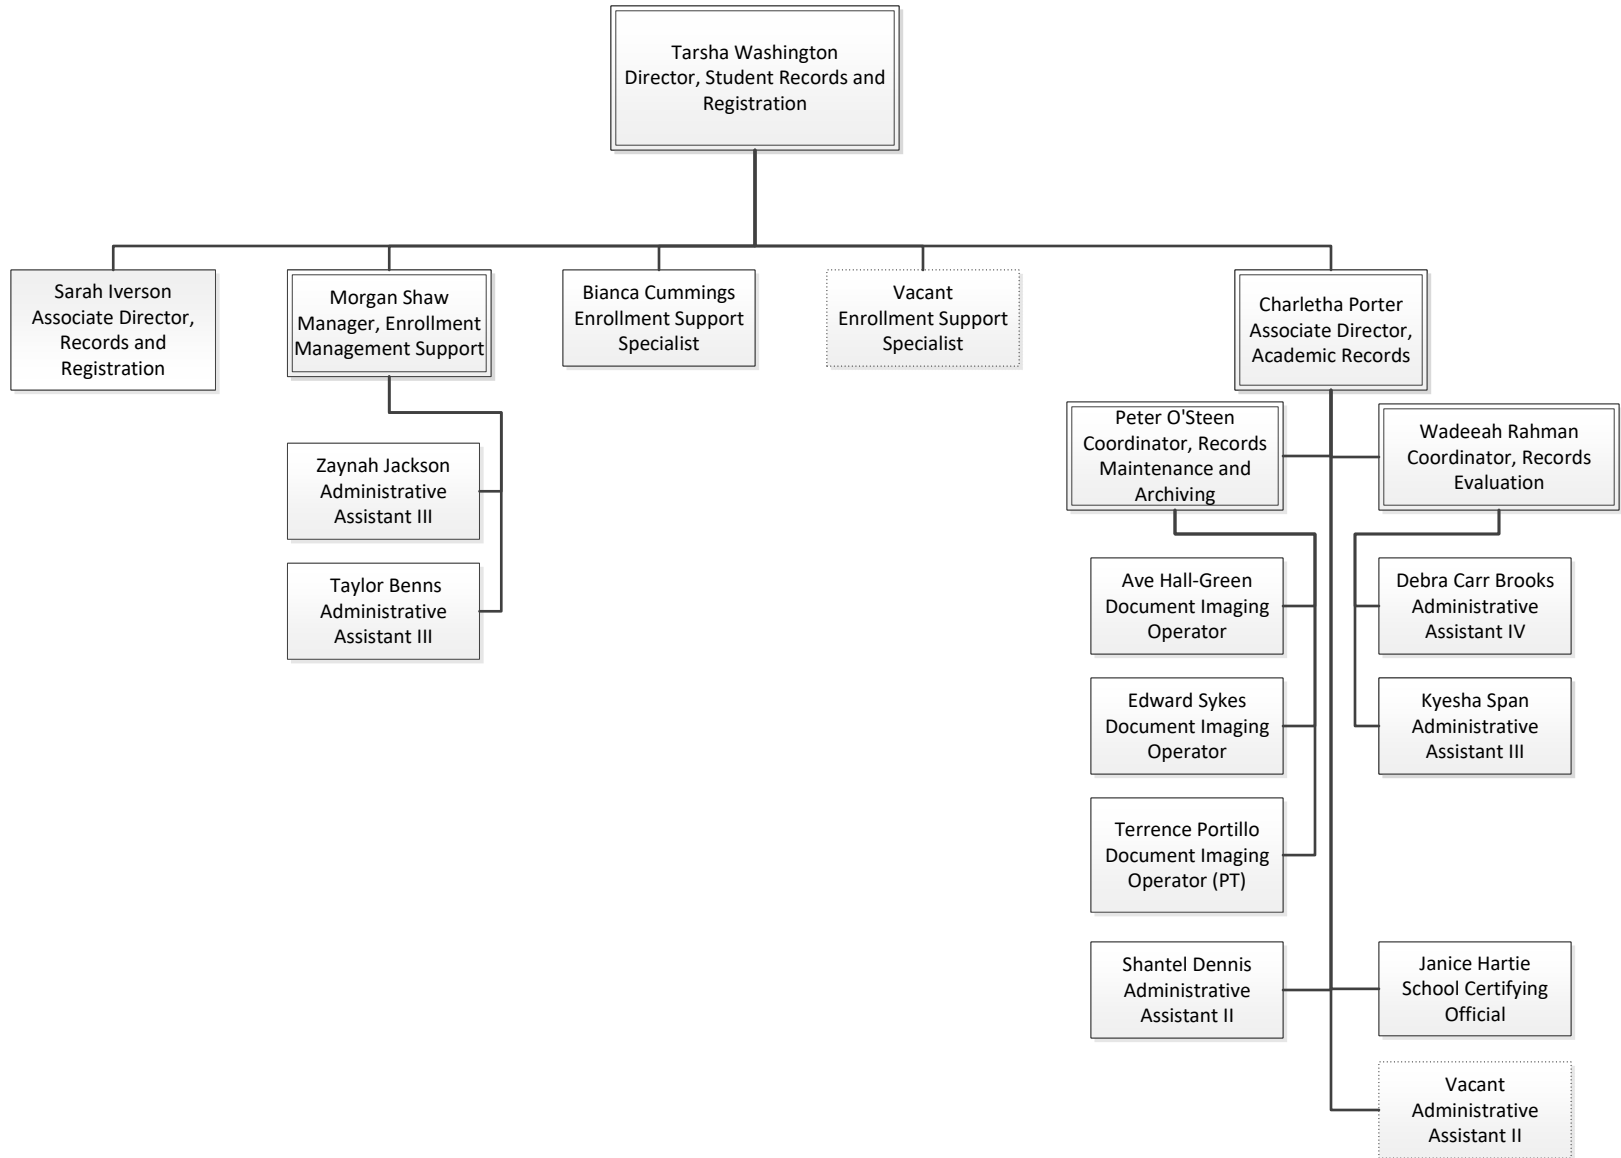 Tarsha Washington
Director, Student Records and
Registration
Sarah Iverson
Associate Director,
Records and
Registration
Morgan Shaw
Manager, Enrollment
Management Support
Bianca Cummings
Enrollment Support
Specialist
Vacant
Enrollment Support
Specialist
Charletha Porter
Associate Director,
Academic Records
Zaynah Jackson
Administrative
Assistant III
Taylor Benns
Administrative
Assistant III
Peter O'Steen
Coordinator, Records
Maintenance and
Archiving
Wadeeah Rahman
Coordinator, Records
Evaluation
Ave Hall-Green
Document Imaging
Operator
Debra Carr Brooks
Administrative
Assistant IV
Edward Sykes
Document Imaging
Operator
Kyesha Span
Administrative
Assistant III
Terrence Portillo
Document Imaging
Operator (PT)
Shantel Dennis
Administrative
Assistant II
Janice Hartie
School Certifying
Official
Vacant
Administrative
Assistant II